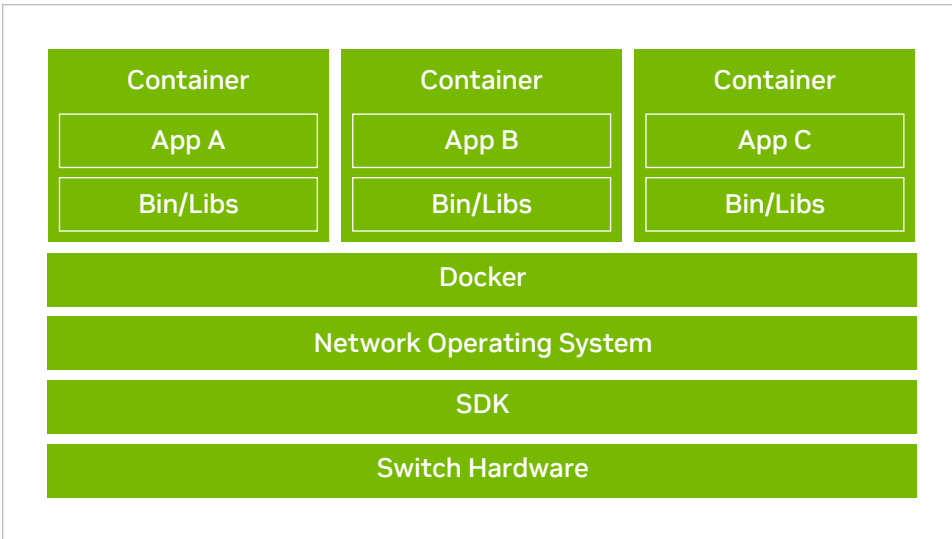 Container
App A
Bin/Libs
Container
App B
Bin/Libs
Container
App C
Bin/Libs
Docker
Network Operating System
SDK
Switch Hardware